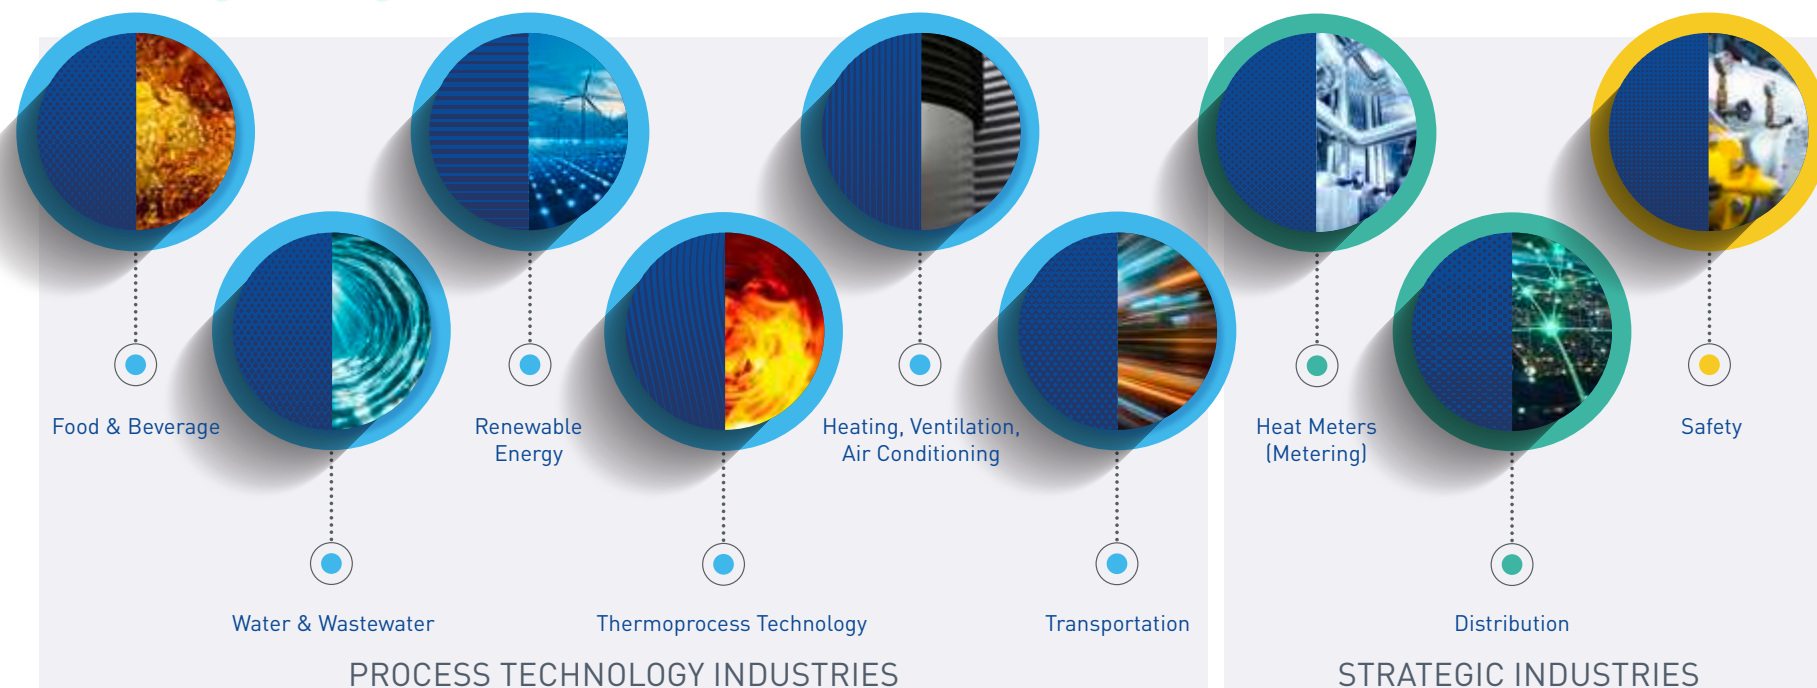 Food & Beverage
Renewable
Energy
Heating, Ventilation,
Air Conditioning
Heat Meters
(Metering)
Safety
Water & Wastewater
Thermoprocess Technology
Transportation
Distribution
PROCESS TECHNOLOGY INDUSTRIES
STRATEGIC INDUSTRIES